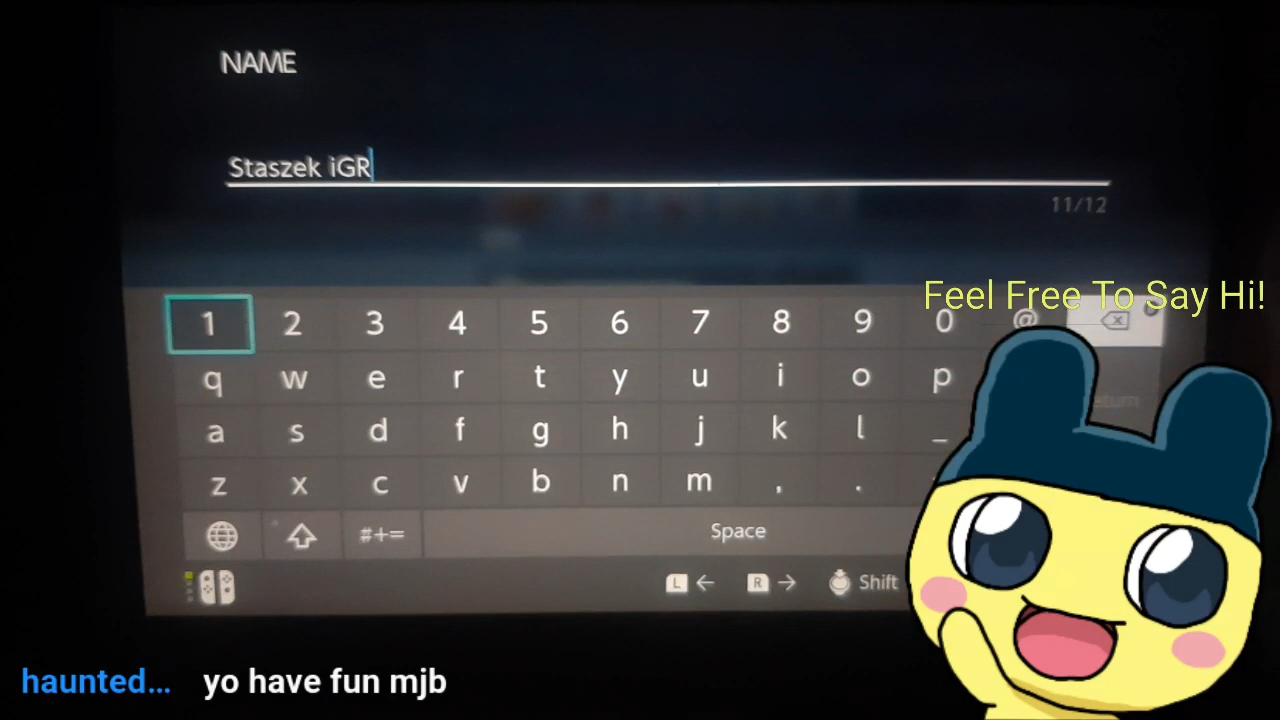 NAME
Staszek iGR
11/12
Feel Free To Say Hi!
1 2 3 4 5 6 7 8 9 0 @
q w e r t y u i o p
a s d f g h j k l _
z x c v b n m , .
#+= Space
L ← R → Shift
haunted... yo have fun mjb